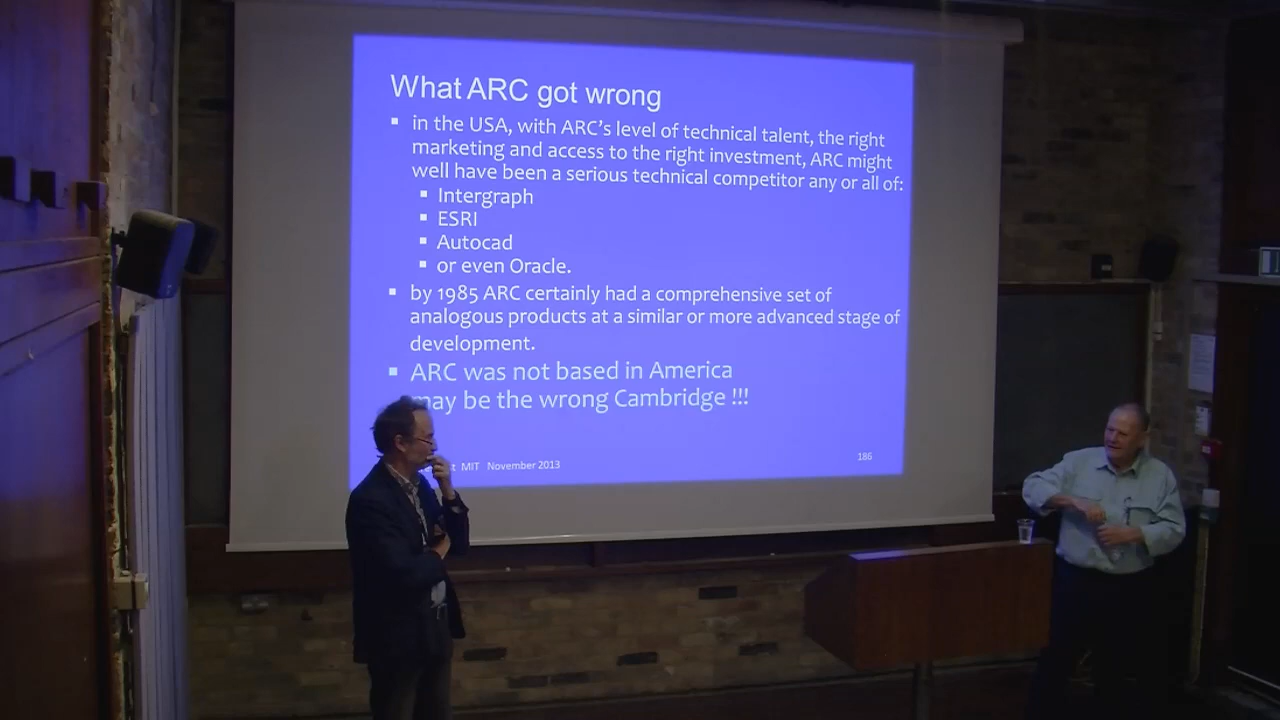 What ARC got wrong
▪ in the USA, with ARC's level of technical talent, the right
marketing and access to the right investment, ARC might
well have been a serious technical competitor any or all of:
▪ Intergraph
▪ ESRI
▪ Autocad
▪ or even Oracle.
▪ by 1985 ARC certainly had a comprehensive set of
analogous products at a similar or more advanced stage of
development.
▪ ARC was not based in America
may be the wrong Cambridge !!!
MIT November 2013
186